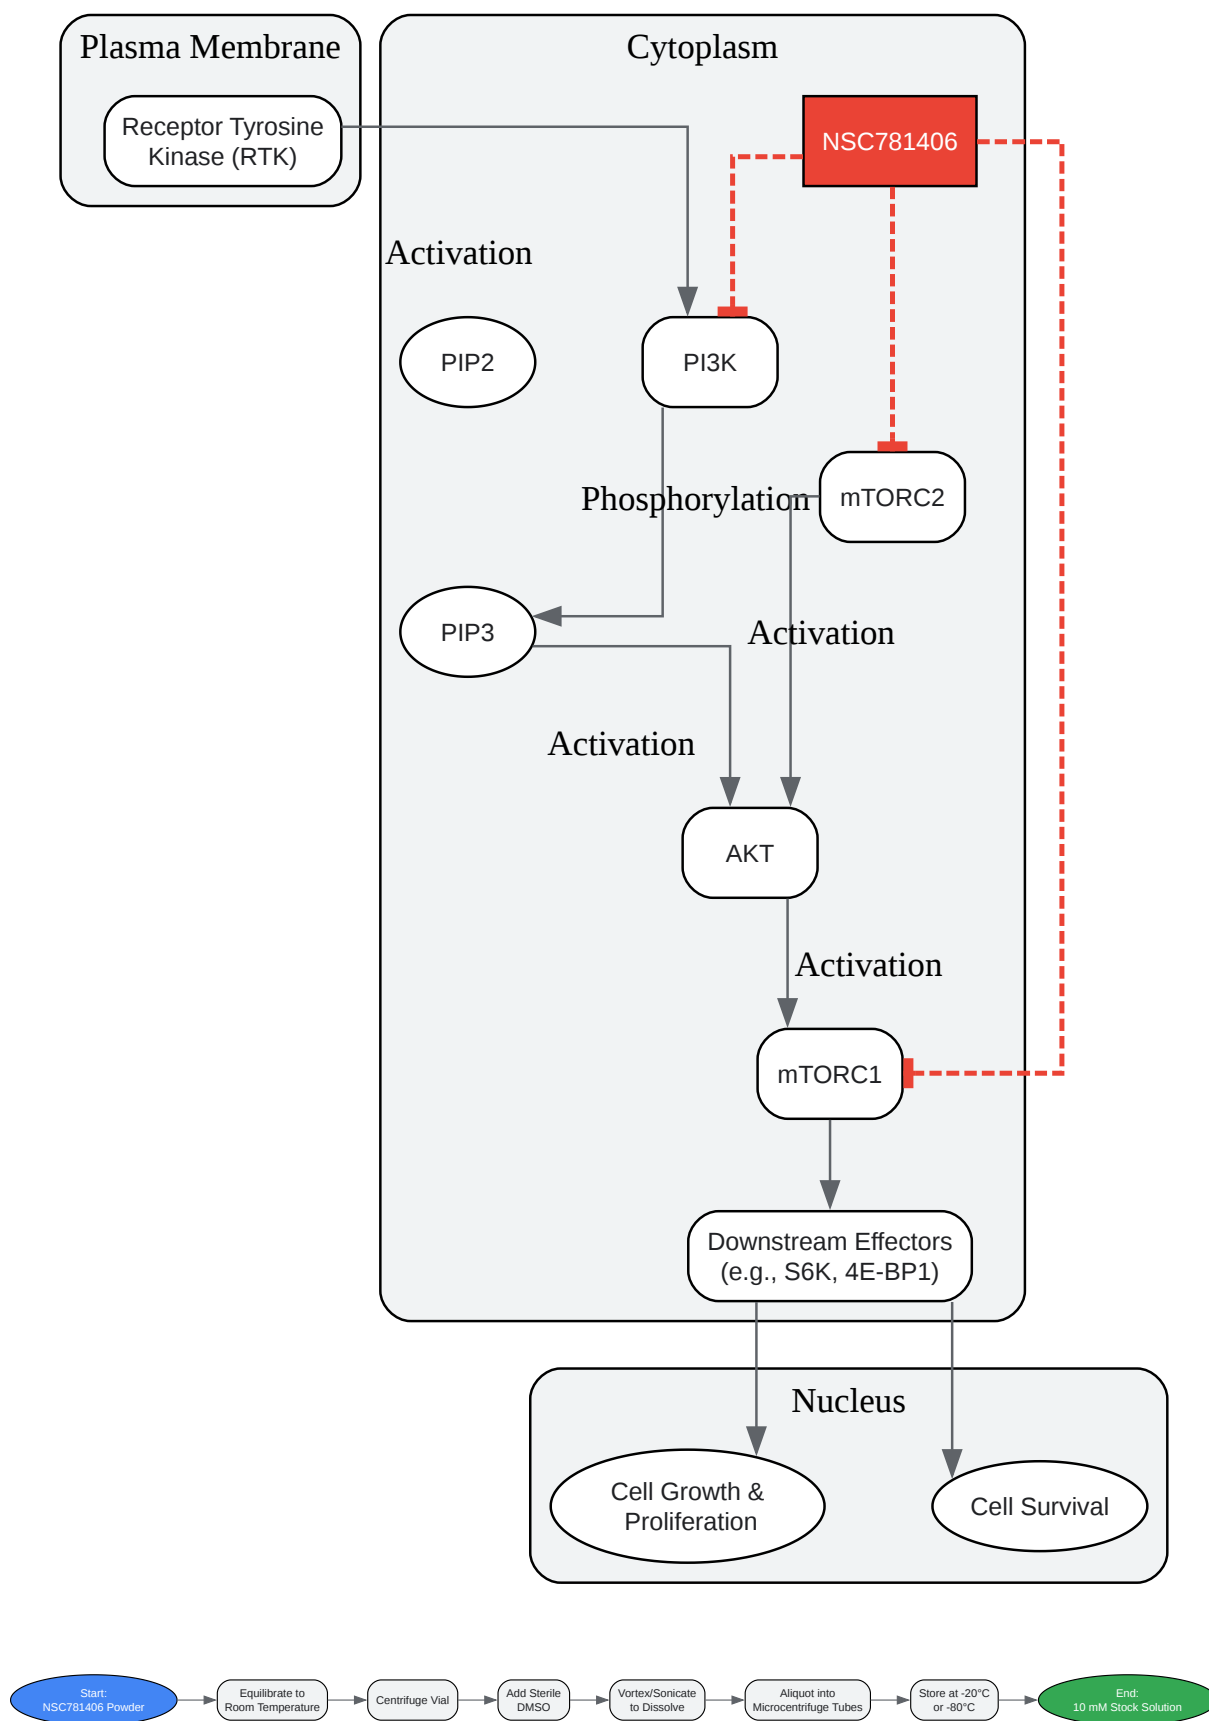 Plasma Membrane
Cytoplasm
Receptor Tyrosine
Kinase (RTK)
NSC781406
Activation
PIP2
PI3K
Phosphorylation
mTORC2
PIP3
Activation
Activation
AKT
Activation
mTORC1
Downstream Effectors
(e.g., S6K, 4E-BP1)
Nucleus
Cell Growth &
Proliferation
Cell Survival
Start:
NSC781406 Powder
Equilibrate to
Room Temperature
Centrifuge Vial
Add Sterile
DMSO
Vortex/Sonicate
to Dissolve
Aliquot into
Microcentrifuge Tubes
Store at -20°C
or -80°C
End:
10 mM Stock Solution